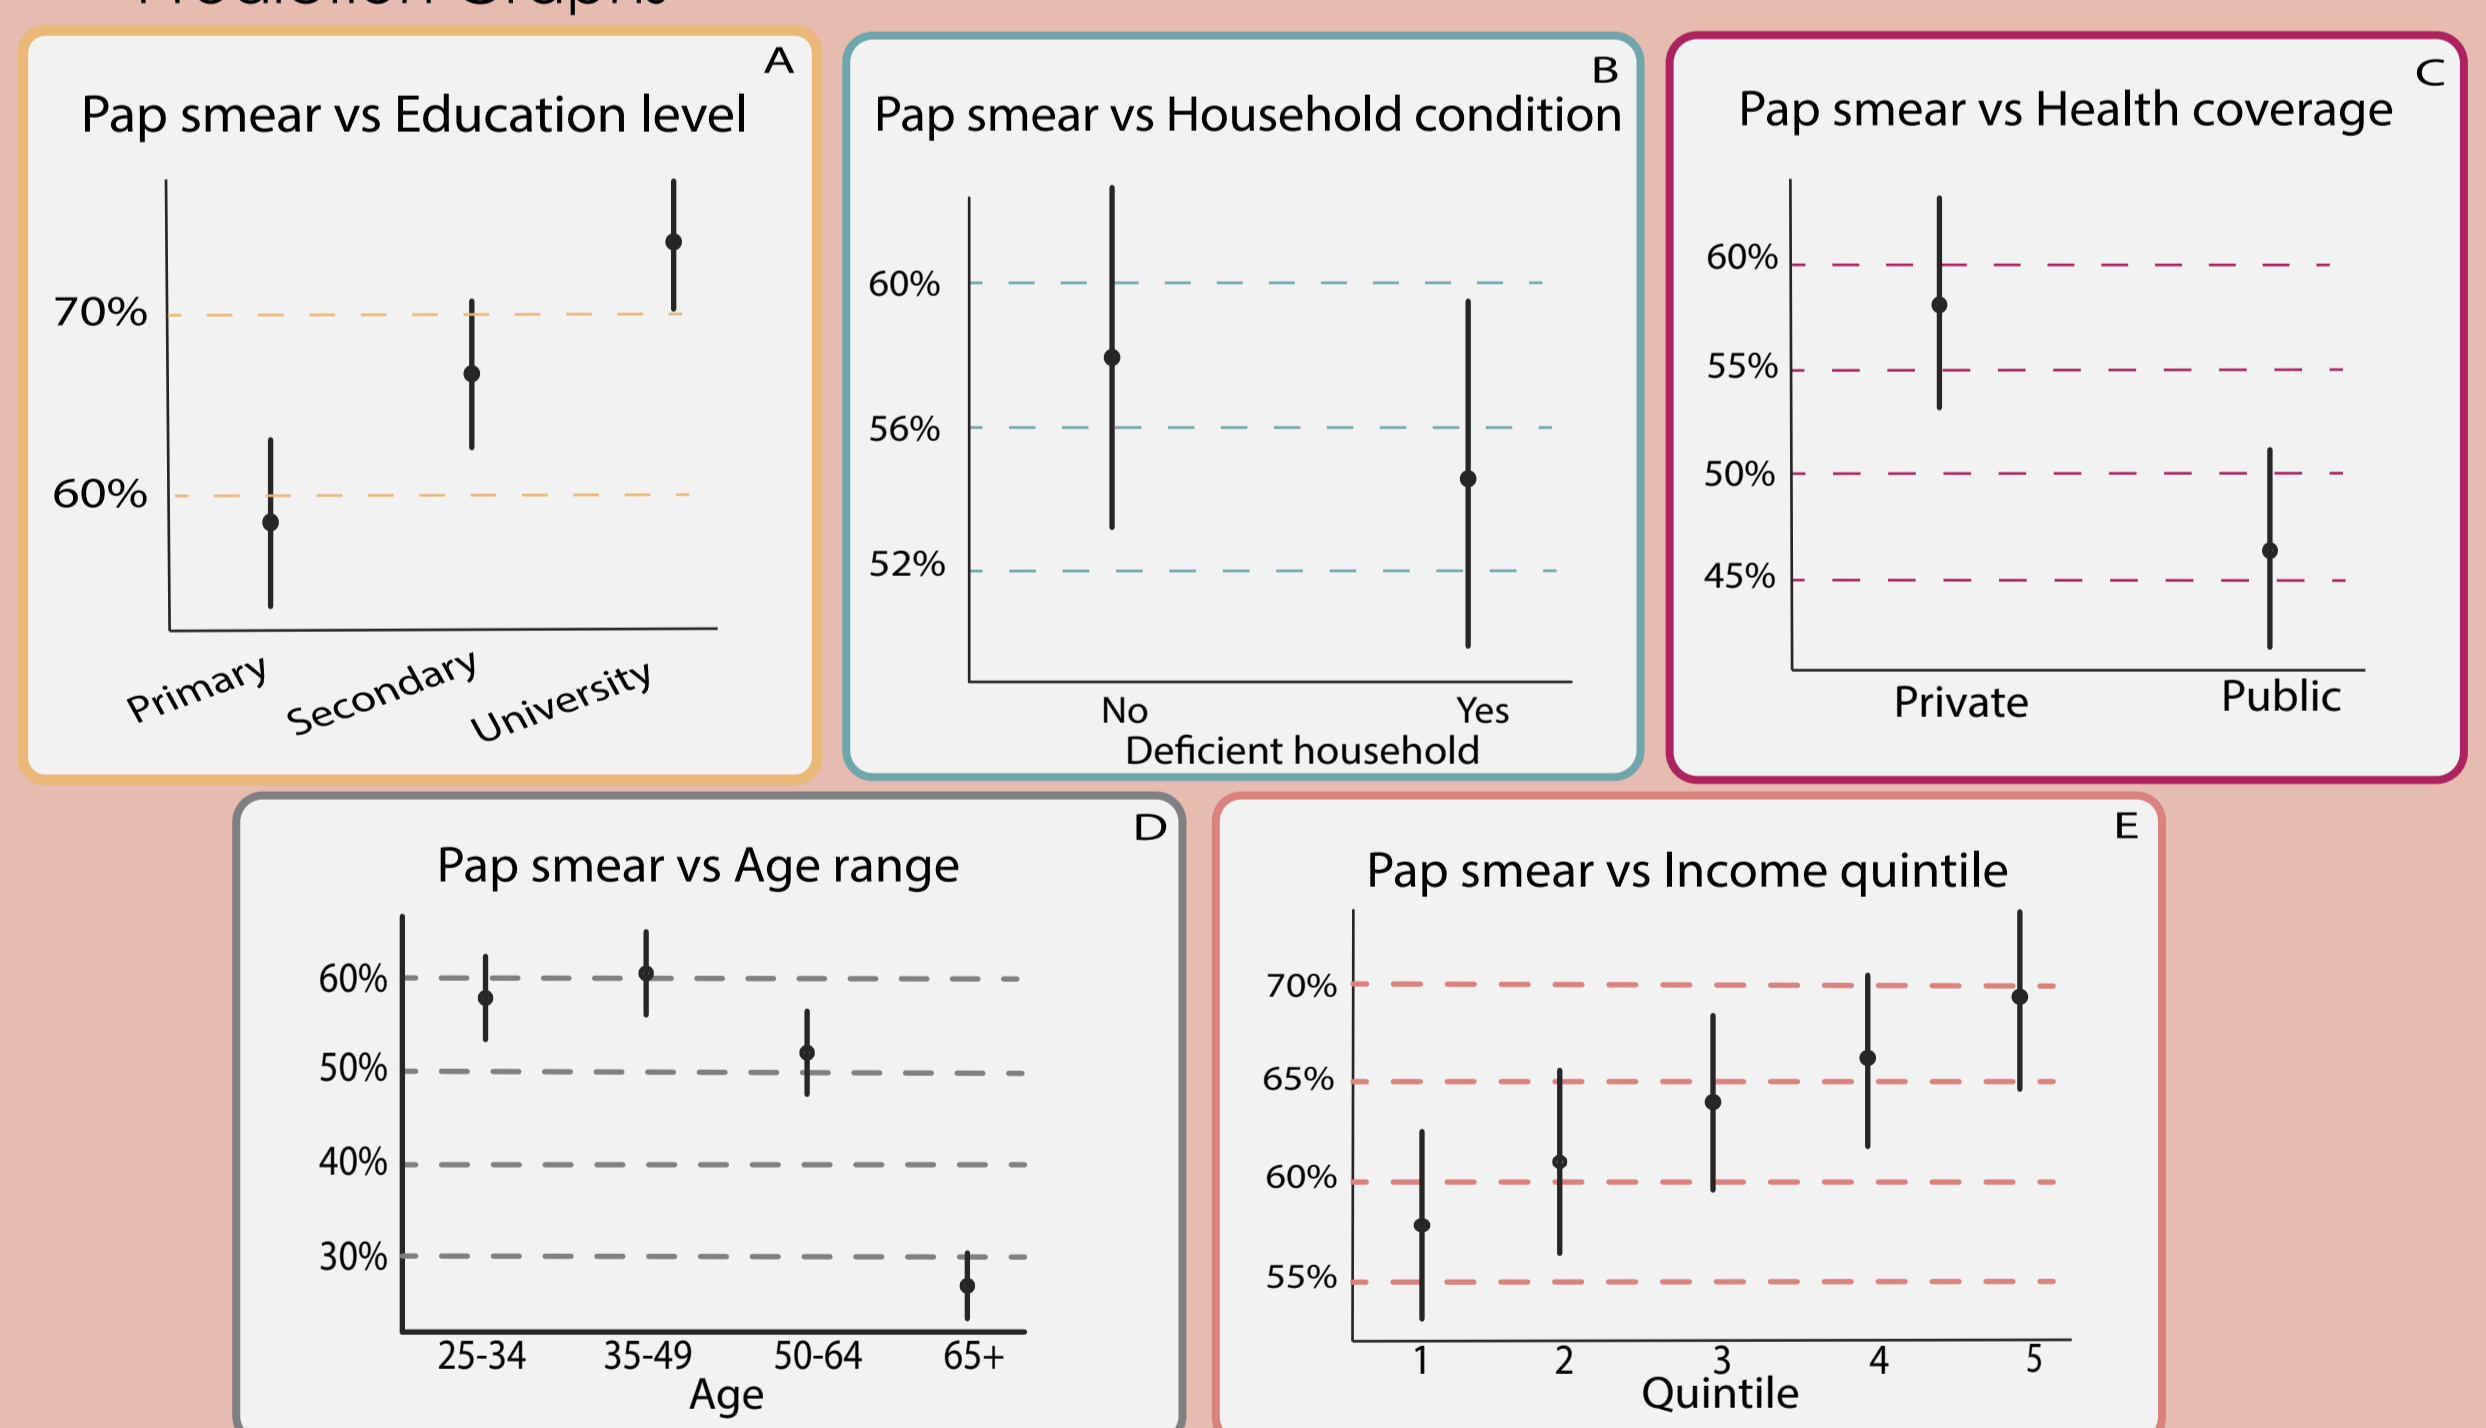 Prediction Graphs
A
Pap smear vs Education level
70%
60%
Primary
Secondary
University
B
Pap smear vs Household condition
60%
56%
52%
No
Yes
Deficient household
C
Pap smear vs Health coverage
60%
55%
50%
45%
Private
Public
D
Pap smear vs Age range
60%
50%
40%
30%
25-34
35-49
50-64
65+
Age
E
Pap smear vs Income quintile
70%
65%
60%
55%
1
2
3
4
5
Quintile